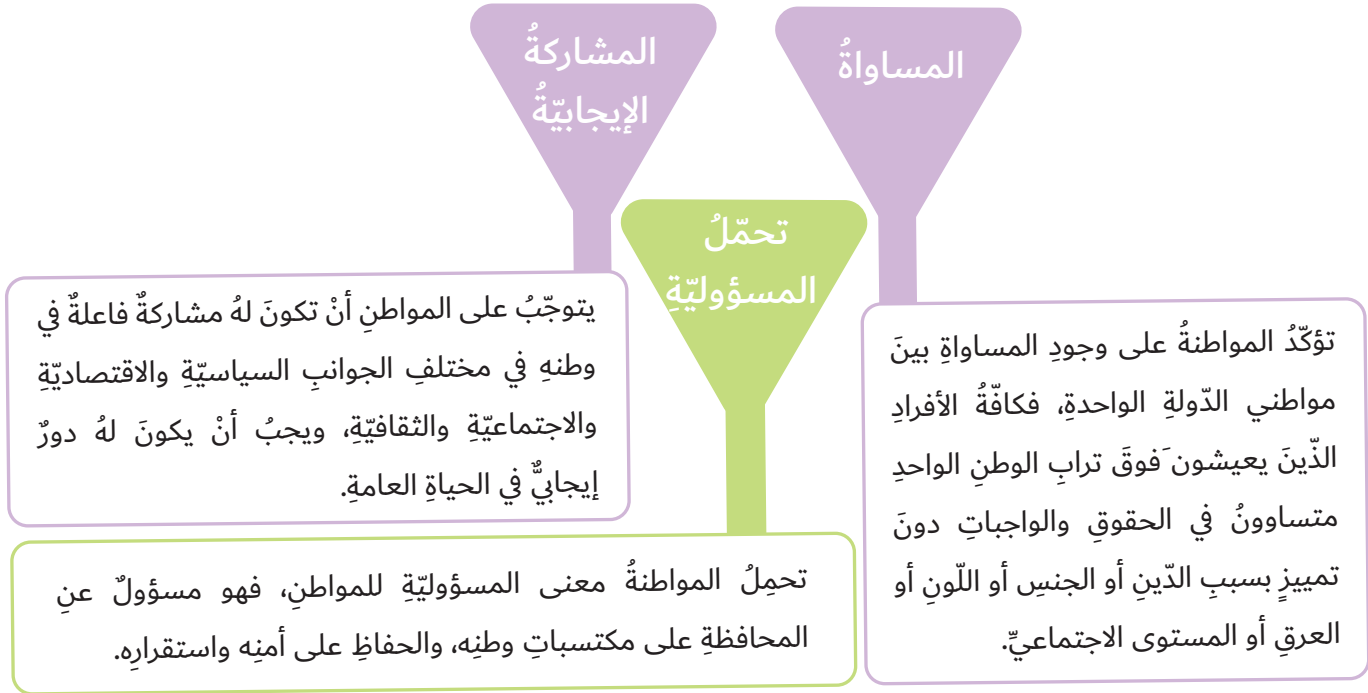 المساواةُ
تؤكّدُ المواطنةُ على وجودِ المساواةِ بينَ
مواطني الدّولةِ الواحدةِ، فكافّةُ الأفرادِ
الذّينَ يعيشون َفوقَ ترابِ الوطنِ الواحدِ
متساوونُ في الحقوقِ والواجباتِ دونَ
تمييزٍ بسببِ الدّينِ أو الجنسِ أو اللّونِ أو
العرقِ أو المستوى الاجتماعيِّ.
المشاركةُ
الإيجابيّةُ
يتوجّبُ على المواطنِ أنْ تكونَ لهُ مشاركةٌ فاعلةٌ في
وطنهِ في مختلفِ الجوانبِ السياسيّةِ والاقتصاديّةِ
والاجتماعيّةِ والثقافيّةِ، ويجبُ أنْ يكونَ لهُ دورٌ
إيجابيٌّ في الحياةِ العامةِ.
تحمّلُ
المسؤوليّةِ
تحمِلُ المواطنةُ معنى المسؤوليّةِ للمواطنِ، فهو مسؤولٌ عنِ
المحافظةِ على مكتسباتِ وطنِه، والحفاظِ على أمنِه واستقرارِه.